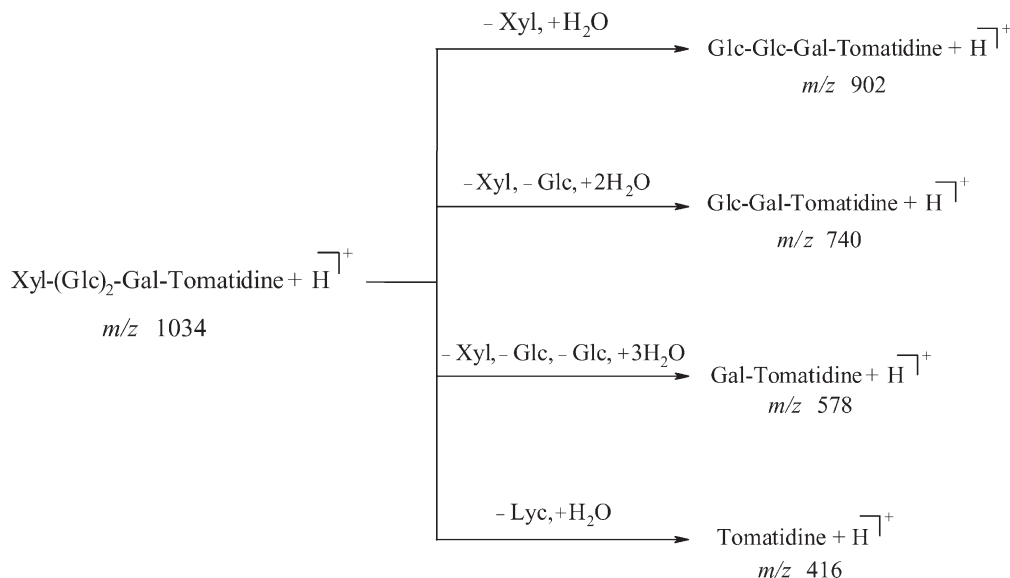 – Xyl, +H₂O
Glc-Glc-Gal-Tomatidine + H⁺
m/z 902
–Xyl, – Glc, +2H₂O
Glc-Gal-Tomatidine + H⁺
m/z 740
Xyl-(Glc)₂-Gal-Tomatidine + H⁺
m/z 1034
– Xyl, – Glc, – Glc, +3H₂O
Gal-Tomatidine + H⁺
m/z 578
– Lyc, +H₂O
Tomatidine + H⁺
m/z 416